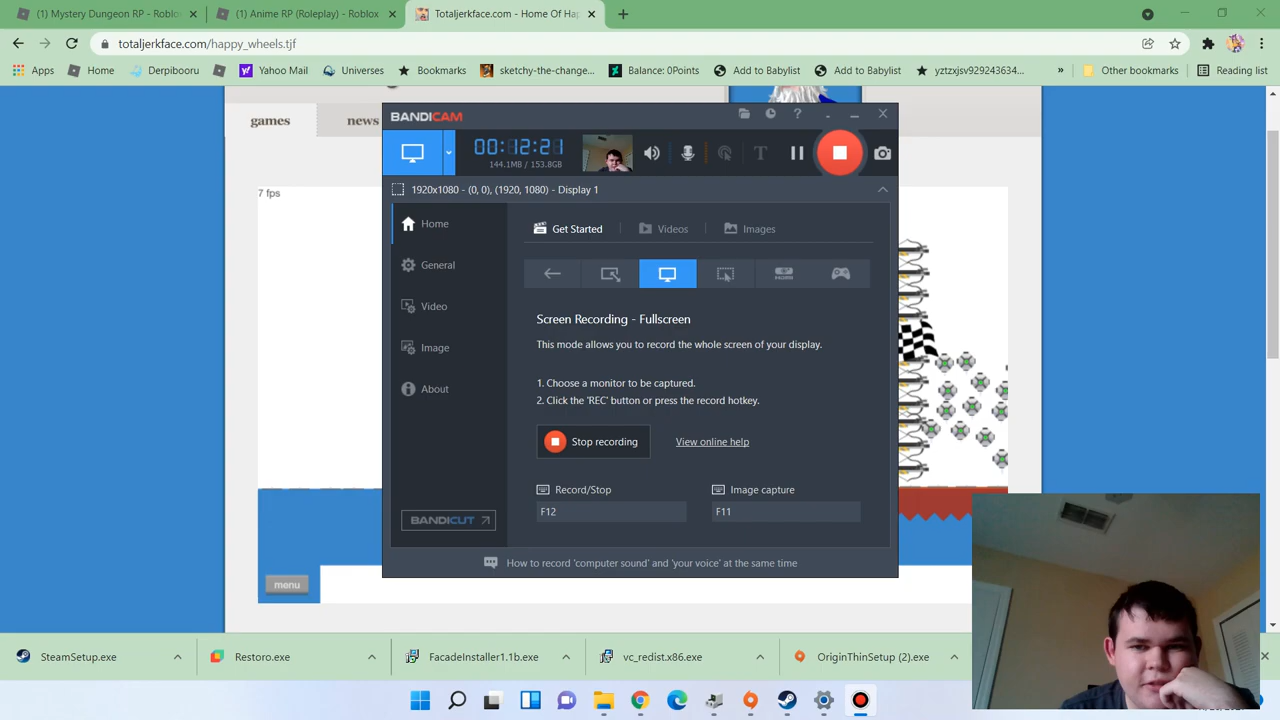 (1) Mystery Dungeon RP - Roblo
(1) Anime RP (Roleplay) - Roblox
Totaljerkface.com - Home Of Ha
totaljerkface.com/happy_wheels.tjf
Apps
Home
Derpibooru
Yahoo Mail
Universe
Bookmarks
sketchy-the-change...
Balance: 0Points
Add to Babylist
Add to Babylist
yztzxjsv929243634...
»
Other bookmarks
Reading list
games
news
7 fps
BANDICAM
00:12:21
144.1MB / 153.8GB
1920x1080 - (0, 0), (1920, 1080) - Display 1
Home
General
Video
Image
About
BANDICUT
Get Started
Videos
Images
Screen Recording - Fullscreen
This mode allows you to record the whole screen of your display.
1. Choose a monitor to be captured.
2. Click the 'REC' button or press the record hotkey.
Stop recording
View online help
Record/Stop
Image capture
F12
F11
How to record 'computer sound' and 'your voice' at the same time
menu
SteamSetup.exe
Restoro.exe
FacadeInstaller1.1b.exe
vc_redist.x86.exe
OriginThinSetup (2).exe